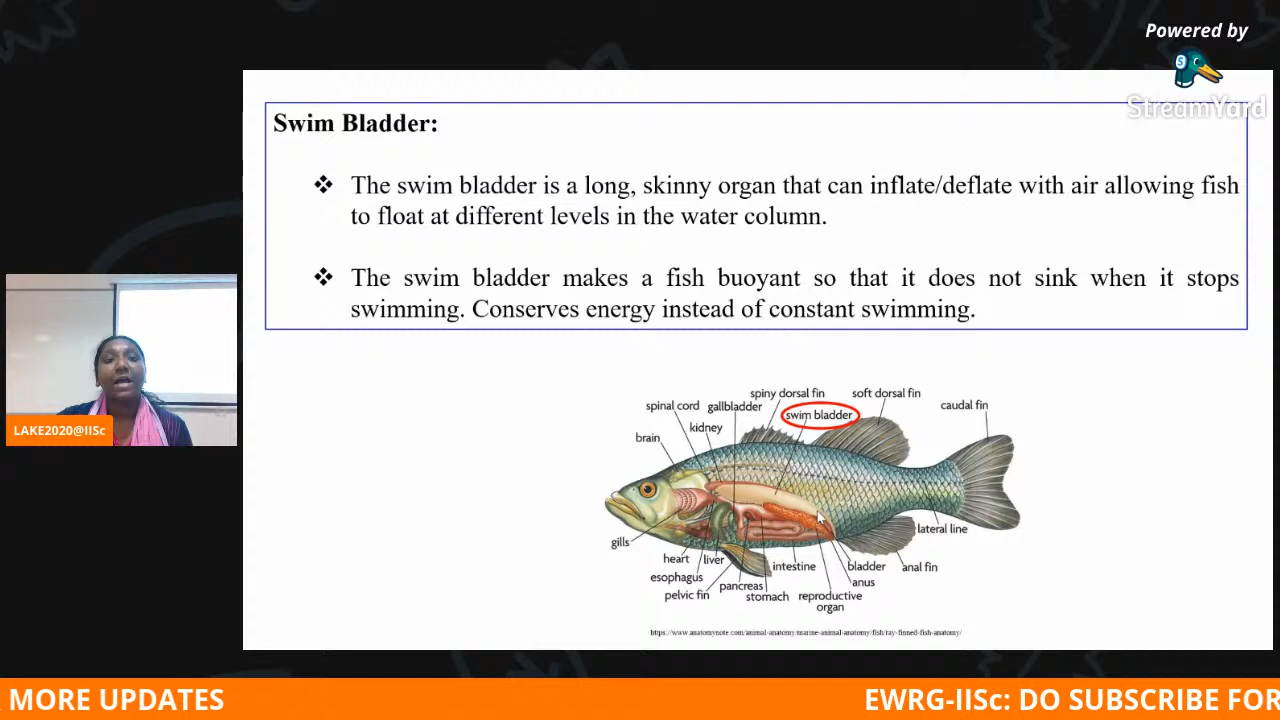 Powered by
StreamYard
Swim Bladder:
❖ The swim bladder is a long, skinny organ that can inflate/deflate with air allowing fish
to float at different levels in the water column.
❖ The swim bladder makes a fish buoyant so that it does not sink when it stops
swimming. Conserves energy instead of constant swimming.
spiny dorsal fin
soft dorsal fin
caudal fin
spinal cord
gallbladder
swim bladder
kidney
brain
LAKE2020@IISc
lateral line
gills
heart
liver
intestine
bladder
anal fin
esophagus
pancreas
anus
pelvic fin
stomach
reproductive
organ
https://www.anatomynote.com/animal-anatomy/marine-animal-anatomy/fish/ray-finned-fish-anatomy/
MORE UPDATES
EWRG-IISc: DO SUBSCRIBE FOR